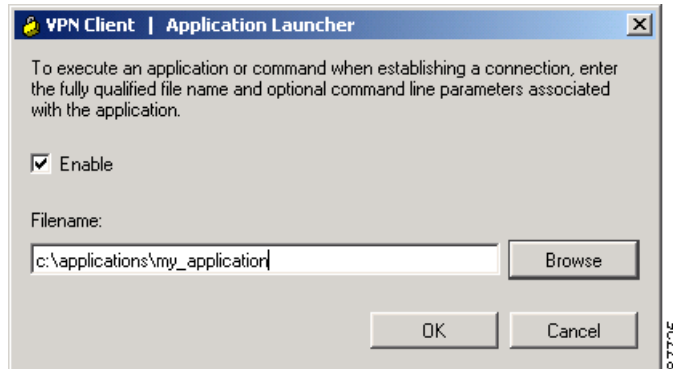 VPN Client | Application Launcher
To execute an application or command when establishing a connection, enter
the fully qualified file name and optional command line parameters associated
with the application.
Enable
Filename:
c:\applications\my_application
Browse
OK
Cancel